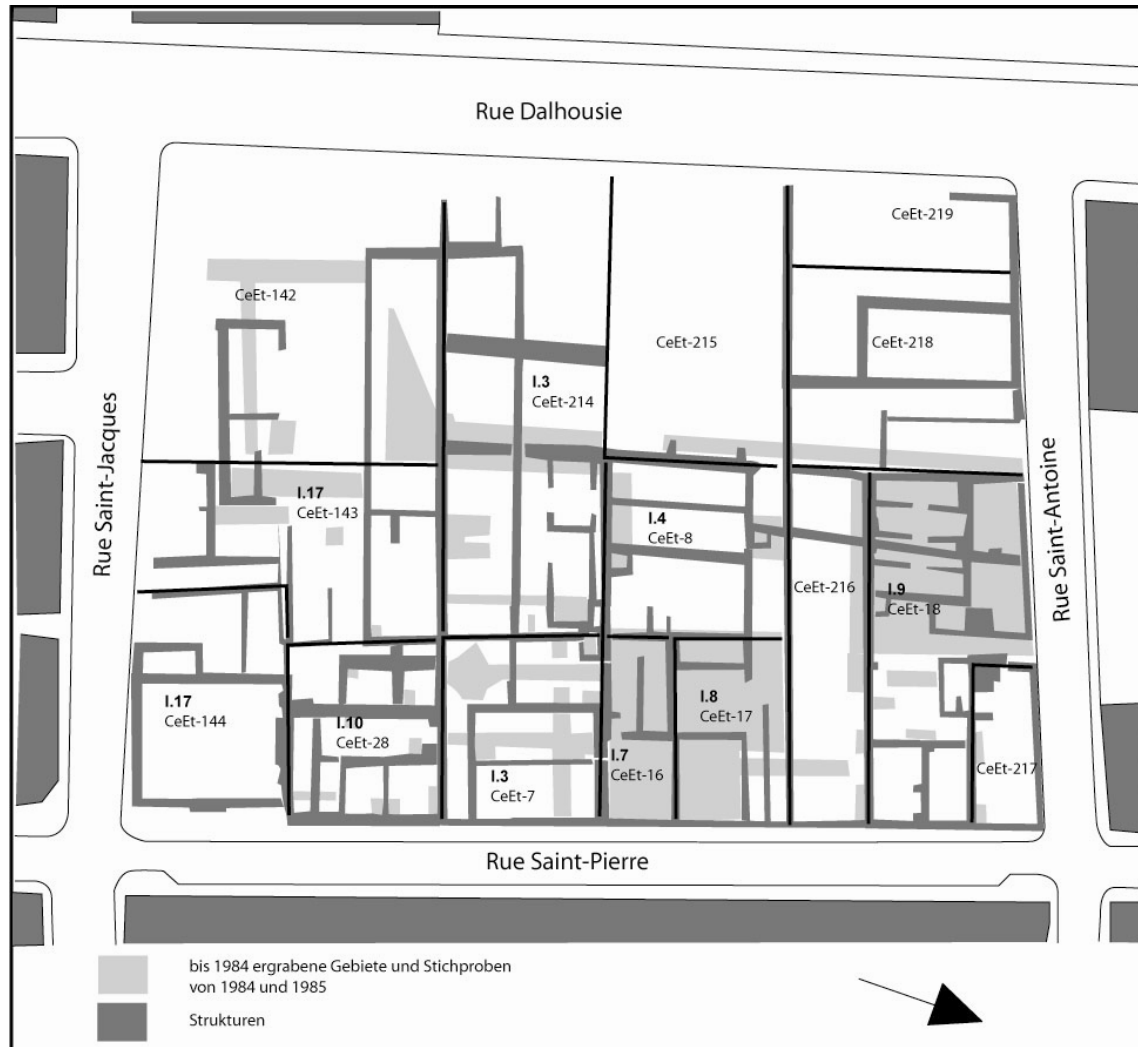 Rue Dalhousie
CeEt-219
CeEt-142
CeEt-215
CeEt-218
I.3
CeEt-214
Rue Saint-Jacques
Rue Saint-Antoine
I.17
CeEt-143
I.4
CeEt-8
CeEt-216
I.9
CeEt-18
I.17
CeEt-144
I.10
CeEt-28
I.8
CeEt-17
I.7
CeEt-16
I.3
CeEt-7
CeEt-217
Rue Saint-Pierre
bis 1984 ergrabene Gebiete und Stichproben
von 1984 und 1985
Strukturen